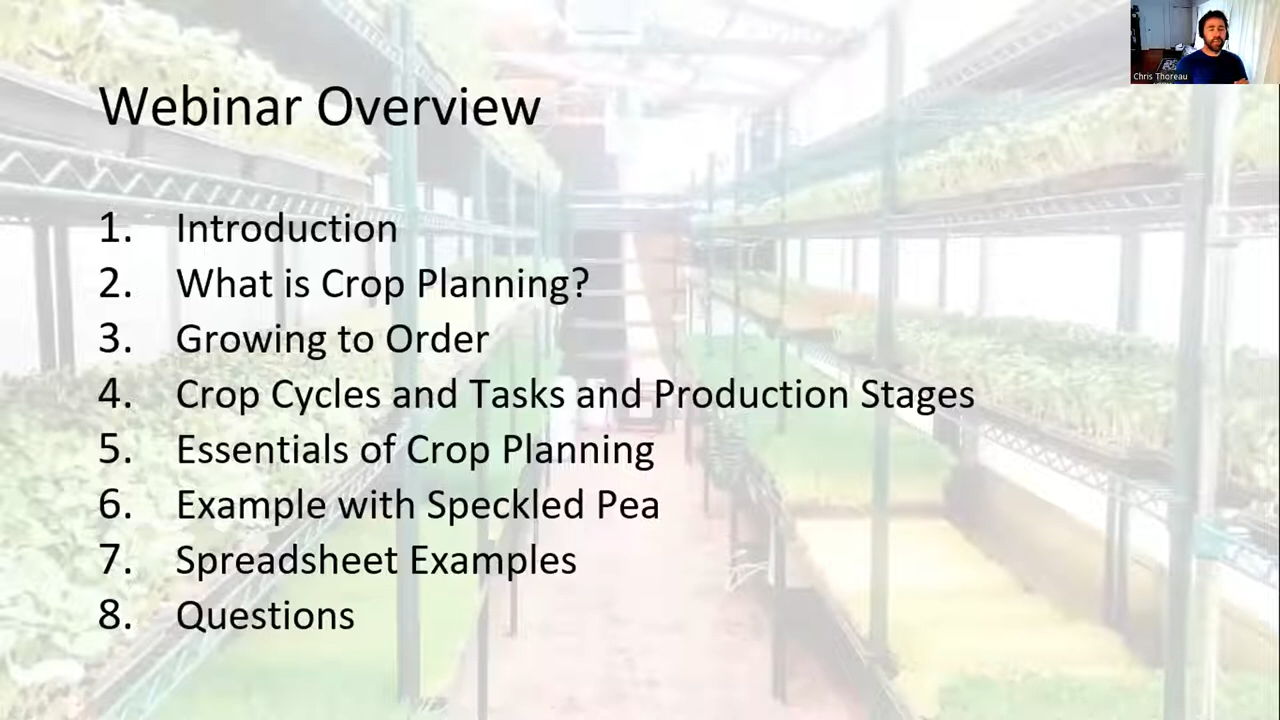 Chris Thoreau
Webinar Overview
1. Introduction
2. What is Crop Planning?
3. Growing to Order
4. Crop Cycles and Tasks and Production Stages
5. Essentials of Crop Planning
6. Example with Speckled Pea
7. Spreadsheet Examples
8. Questions